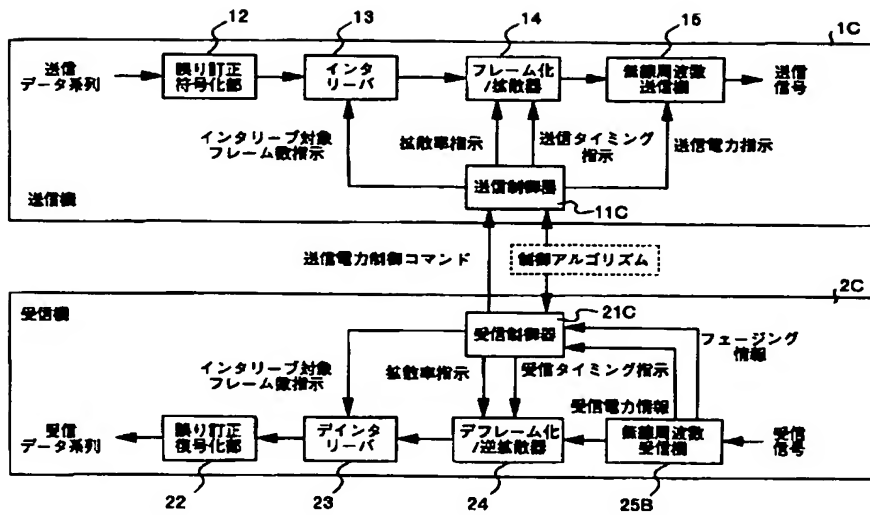 12
13
14
15
1C
送信
データ系列
誤り訂正
符号化部
インタ
リーバ
フレーム化
/拡散器
無線周波数
送信機
送信
信号
インタリーブ対象
フレーム数指示
拡散率指示
送信タイミング
指示
送信電力指示
送信制御器
送信機
11C
送信電力制御コマンド
制御アルゴリズム
2C
受信機
21C
受信制御器
フェージング
情報
インタリーブ対象
フレーム数指示
拡散率指示
受信タイミング指示
受信電力情報
受信
データ系列
誤り訂正
復号化部
デインタ
リーバ
デフレーム化
/逆拡散器
無線周波数
受信機
受信
信号
22
23
24
25B